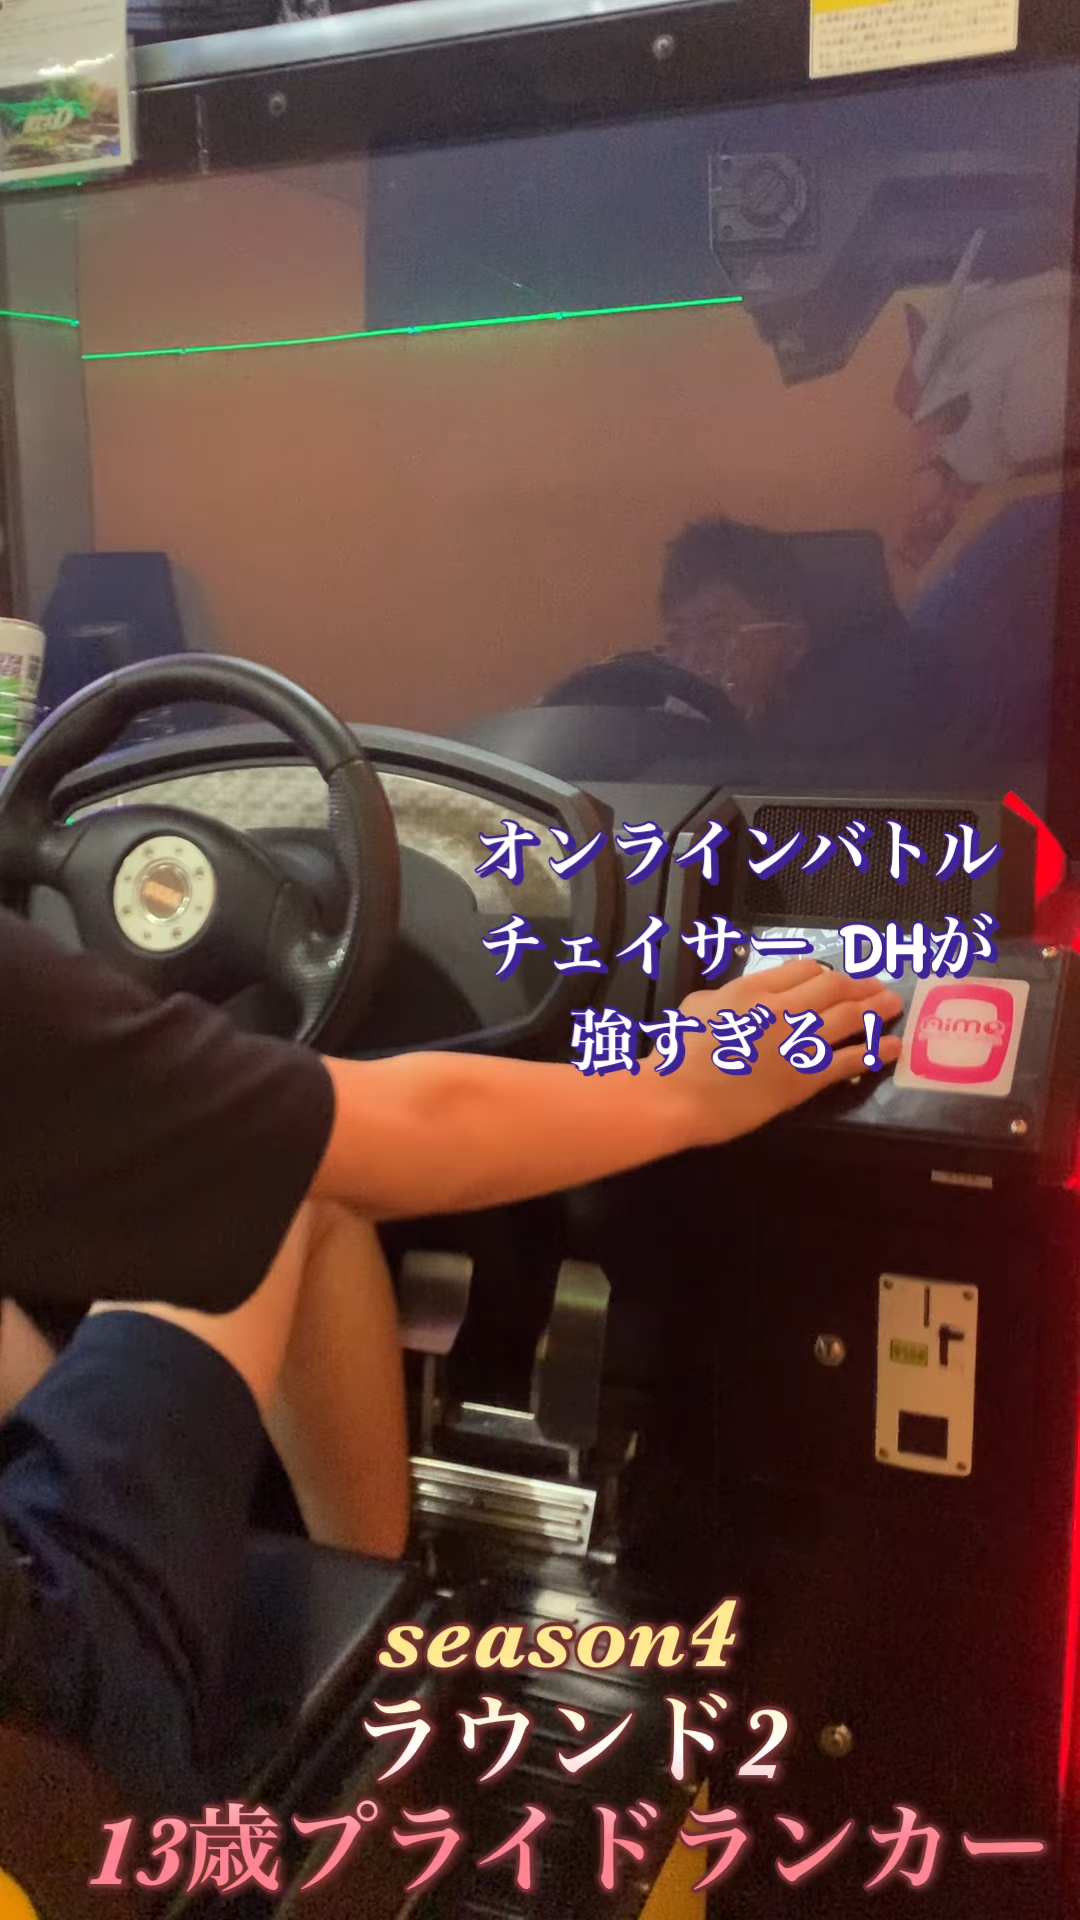 オンラインバトル
チェイサー DHが
強すぎる！
mimo
season4
ラウンド2
13歳プライドランカー